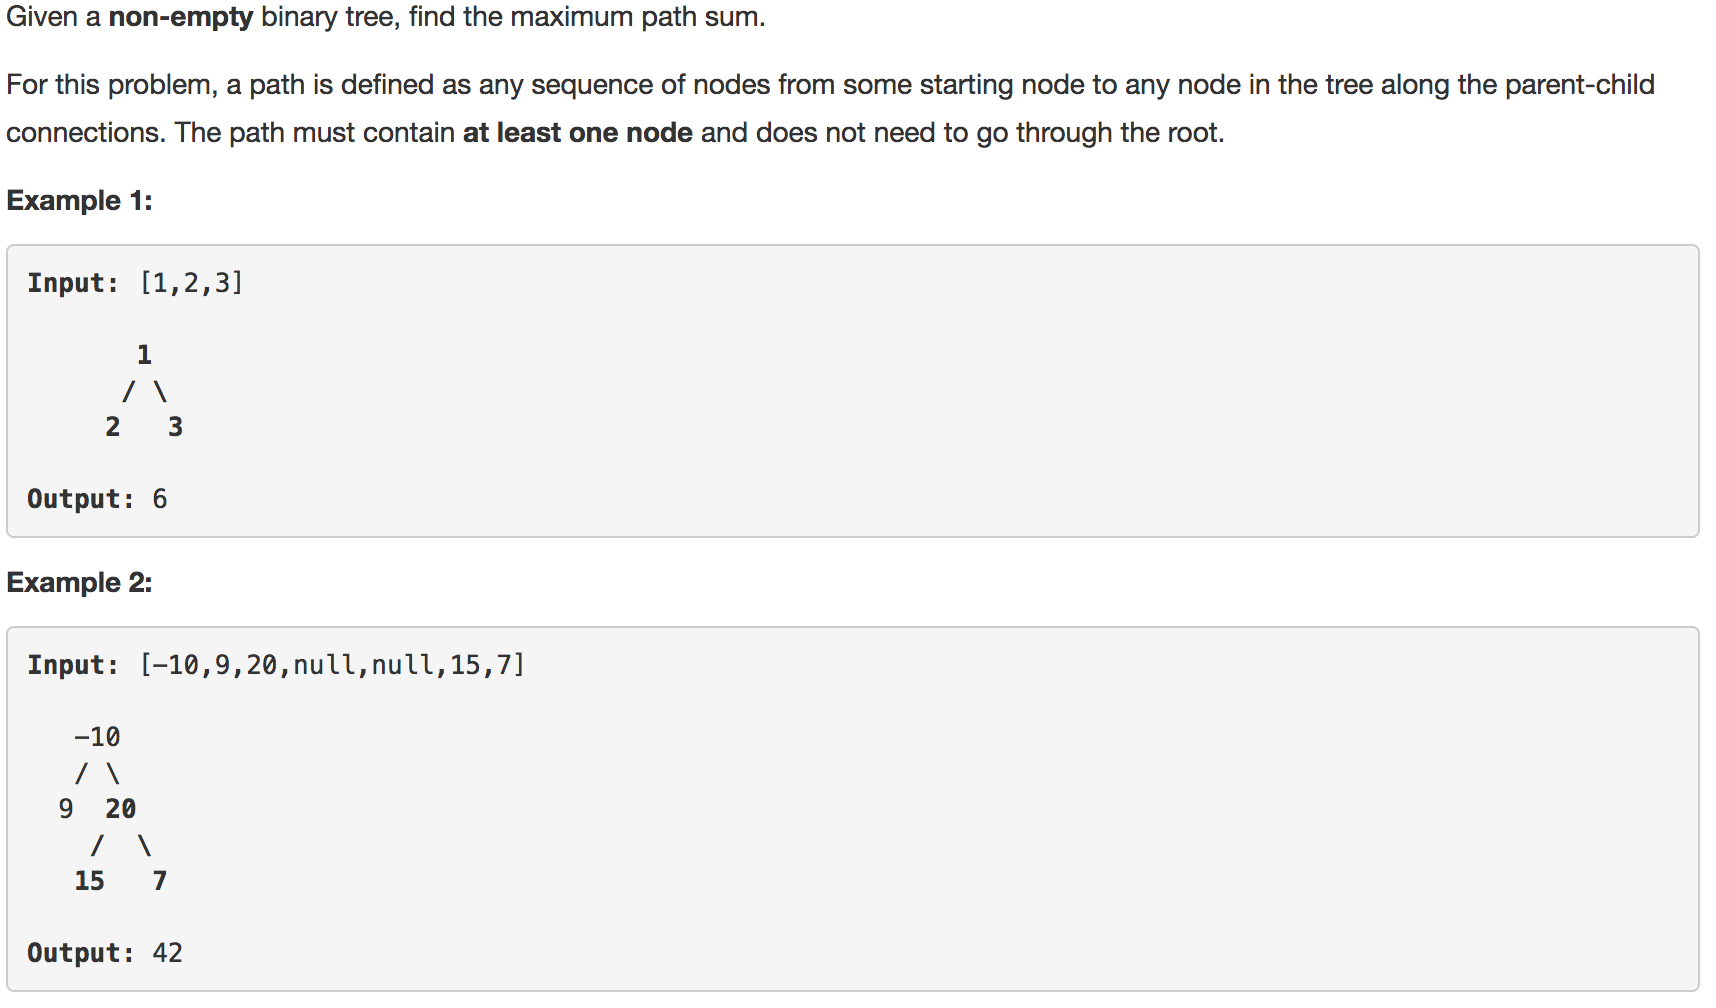 Given a non-empty binary tree, find the maximum path sum.
For this problem, a path is defined as any sequence of nodes from some starting node to any node in the tree along the parent-child
connections. The path must contain at least one node and does not need to go through the root.
Example 1:
Input: [1,2,3]
1
/ \
2 3
Output: 6
Example 2:
Input: [−10,9,20,null,null,15,7]
−10
/ \
9 20
/ \
15 7
Output: 42